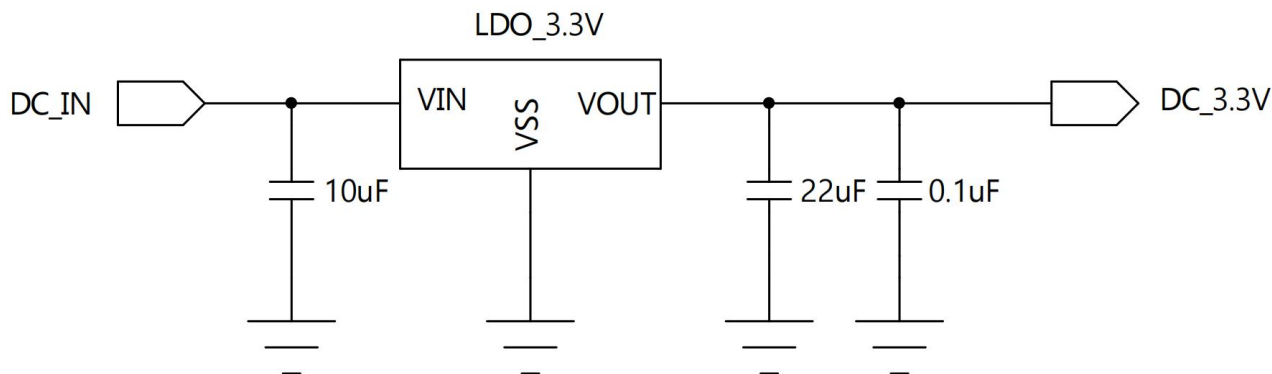 LDO_3.3V
DC_IN
VIN
VSS
VOUT
DC_3.3V
10uF
22uF
0.1uF